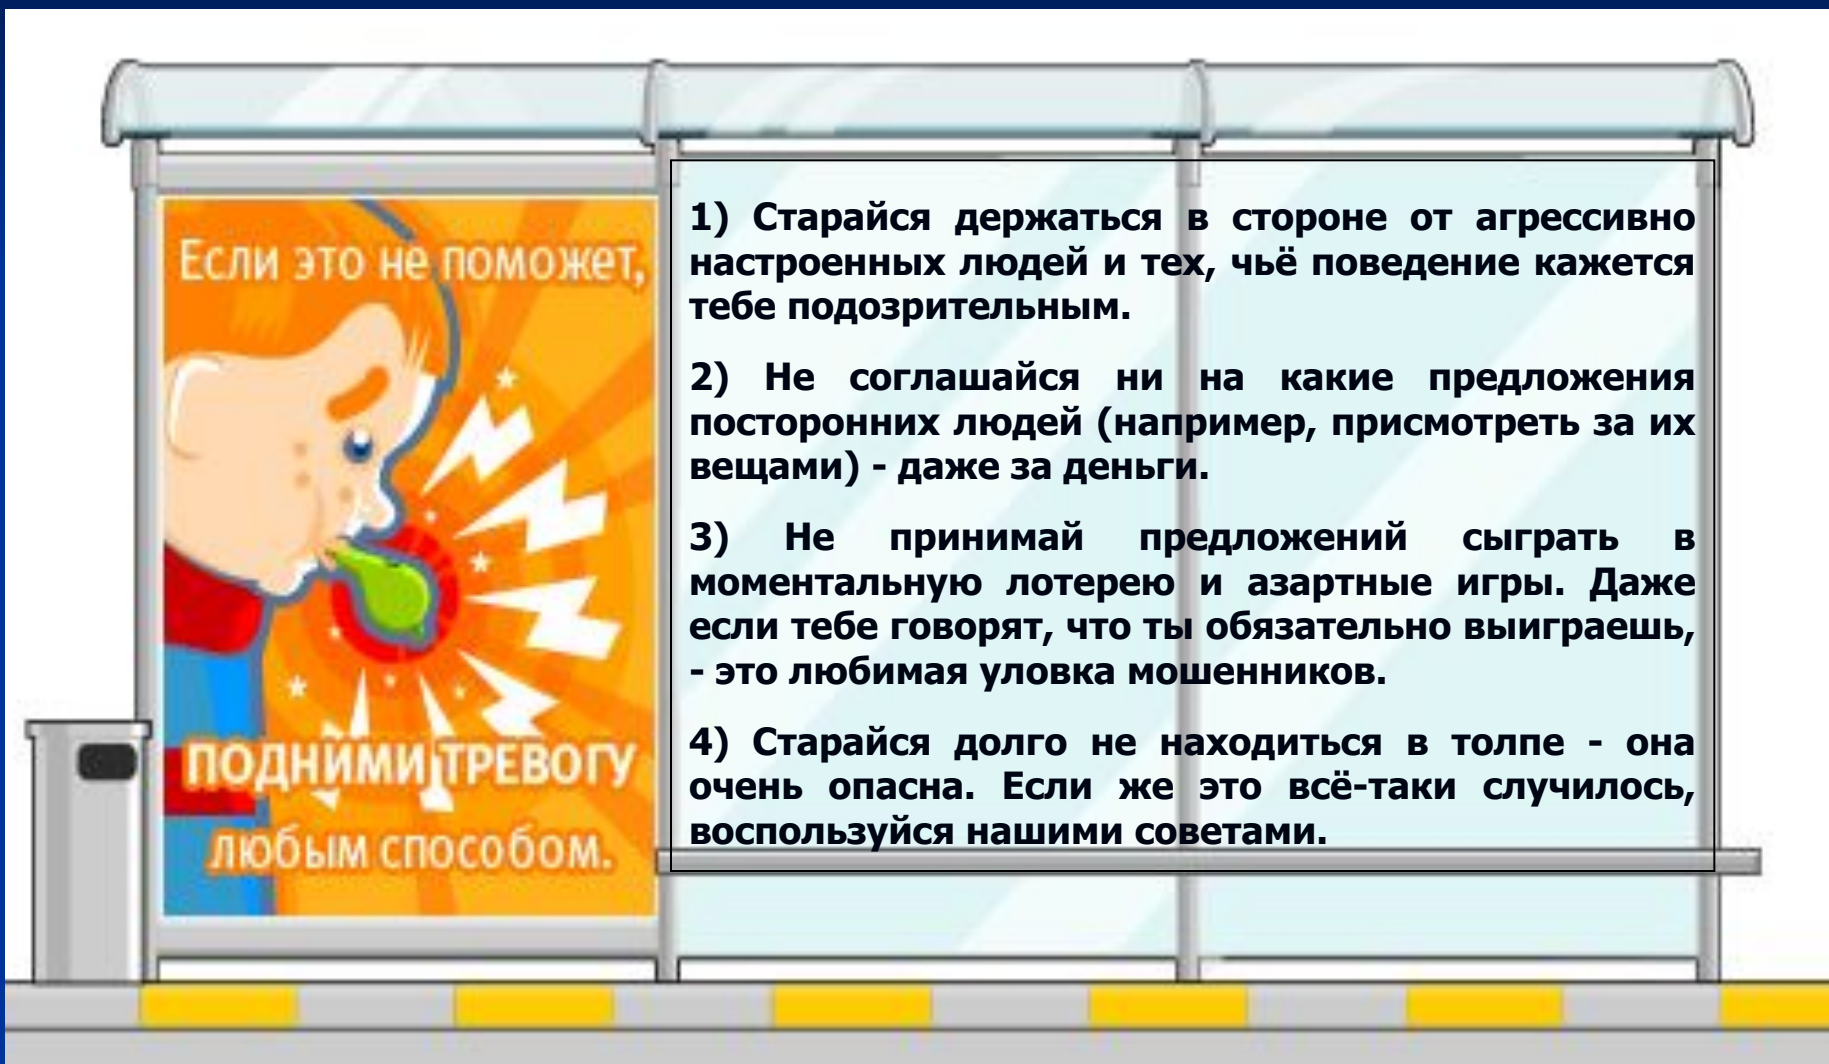 Если это не поможет,
ПОДНИМИ ТРЕВОГУ
любым способом.
1) Старайся держаться в стороне от агрессивно
настроенных людей и тех, чьё поведение кажется
тебе подозрительным.
2) Не соглашайся ни на какие предложения
посторонних людей (например, присмотреть за их
вещами) - даже за деньги.
3) Не принимай предложений сыграть в
моментальную лотерею и азартные игры. Даже
если тебе говорят, что ты обязательно выиграешь,
- это любимая уловка мошенников.
4) Старайся долго не находиться в толпе - она
очень опасна. Если же это всё-таки случилось,
воспользуйся нашими советами.